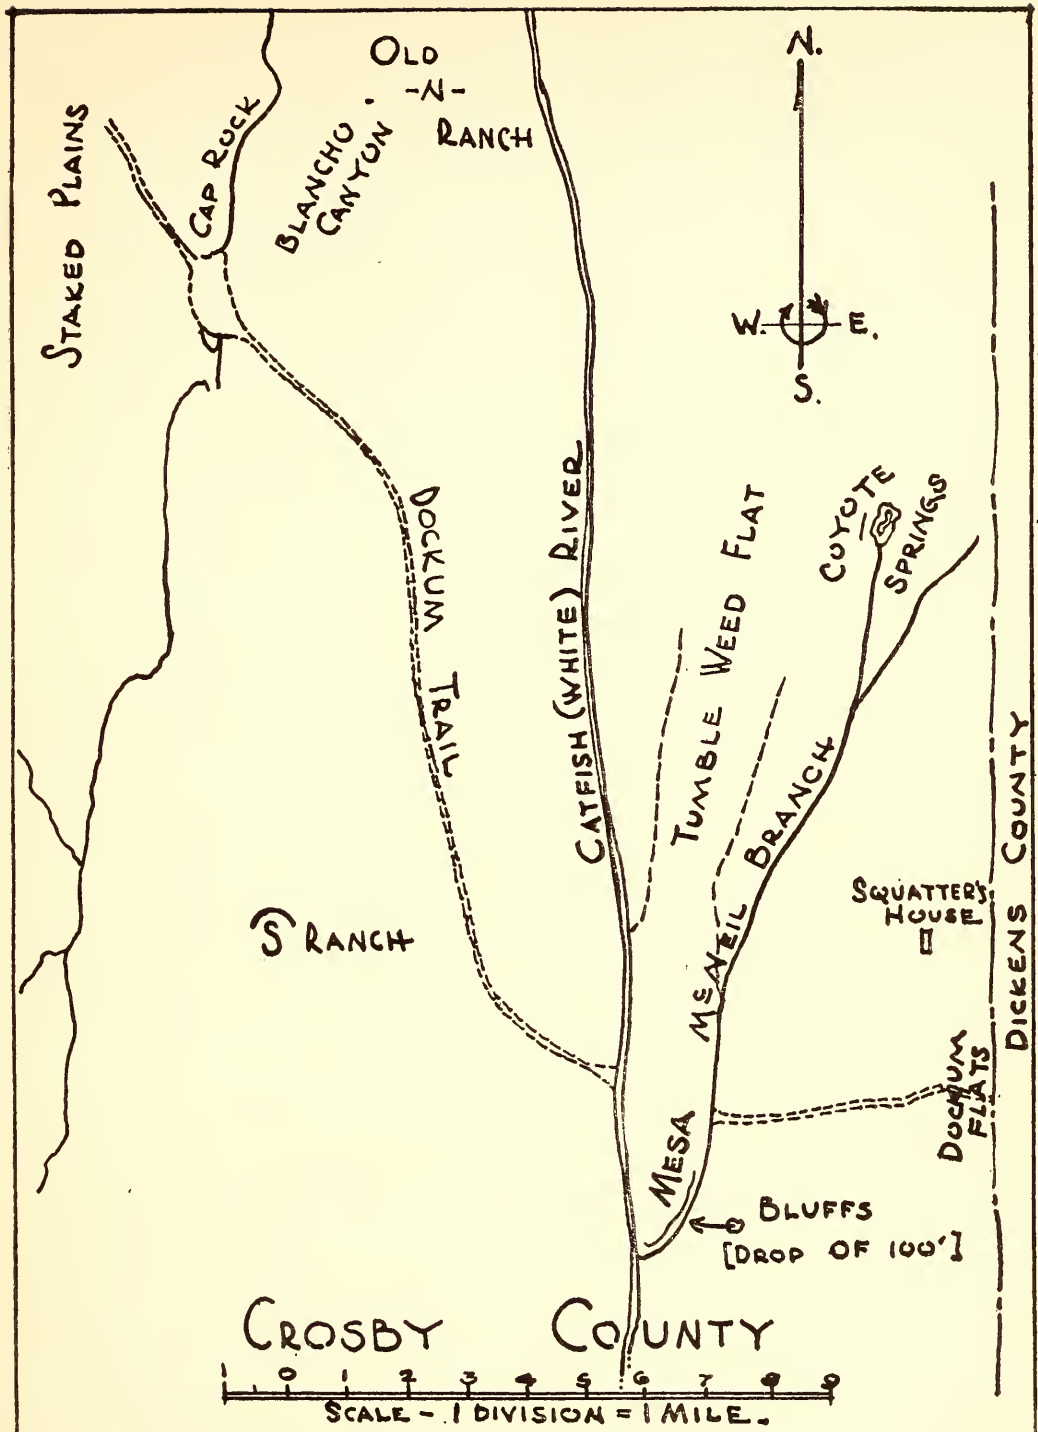 OLD
-N-
RANCH
N.
STAKED PLAINS
CAP ROCK
BLANCHO
CANYON
W. E.
S.
COYOTE
SPRINGS
DOCKUM TRAIL
CATFISH (WHITE) RIVER
TUMBLE WEED FLAT
McNEIL BRANCH
DICKENS COUNTY
SQUATTER'S
HOUSE
S RANCH
DOCKUM
FLATS
MESA
BLUFFS
[DROP OF 100']
CROSBY COUNTY
1 0 1 2 3 4 5 6 7 8 9
SCALE - 1 DIVISION = 1 MILE.